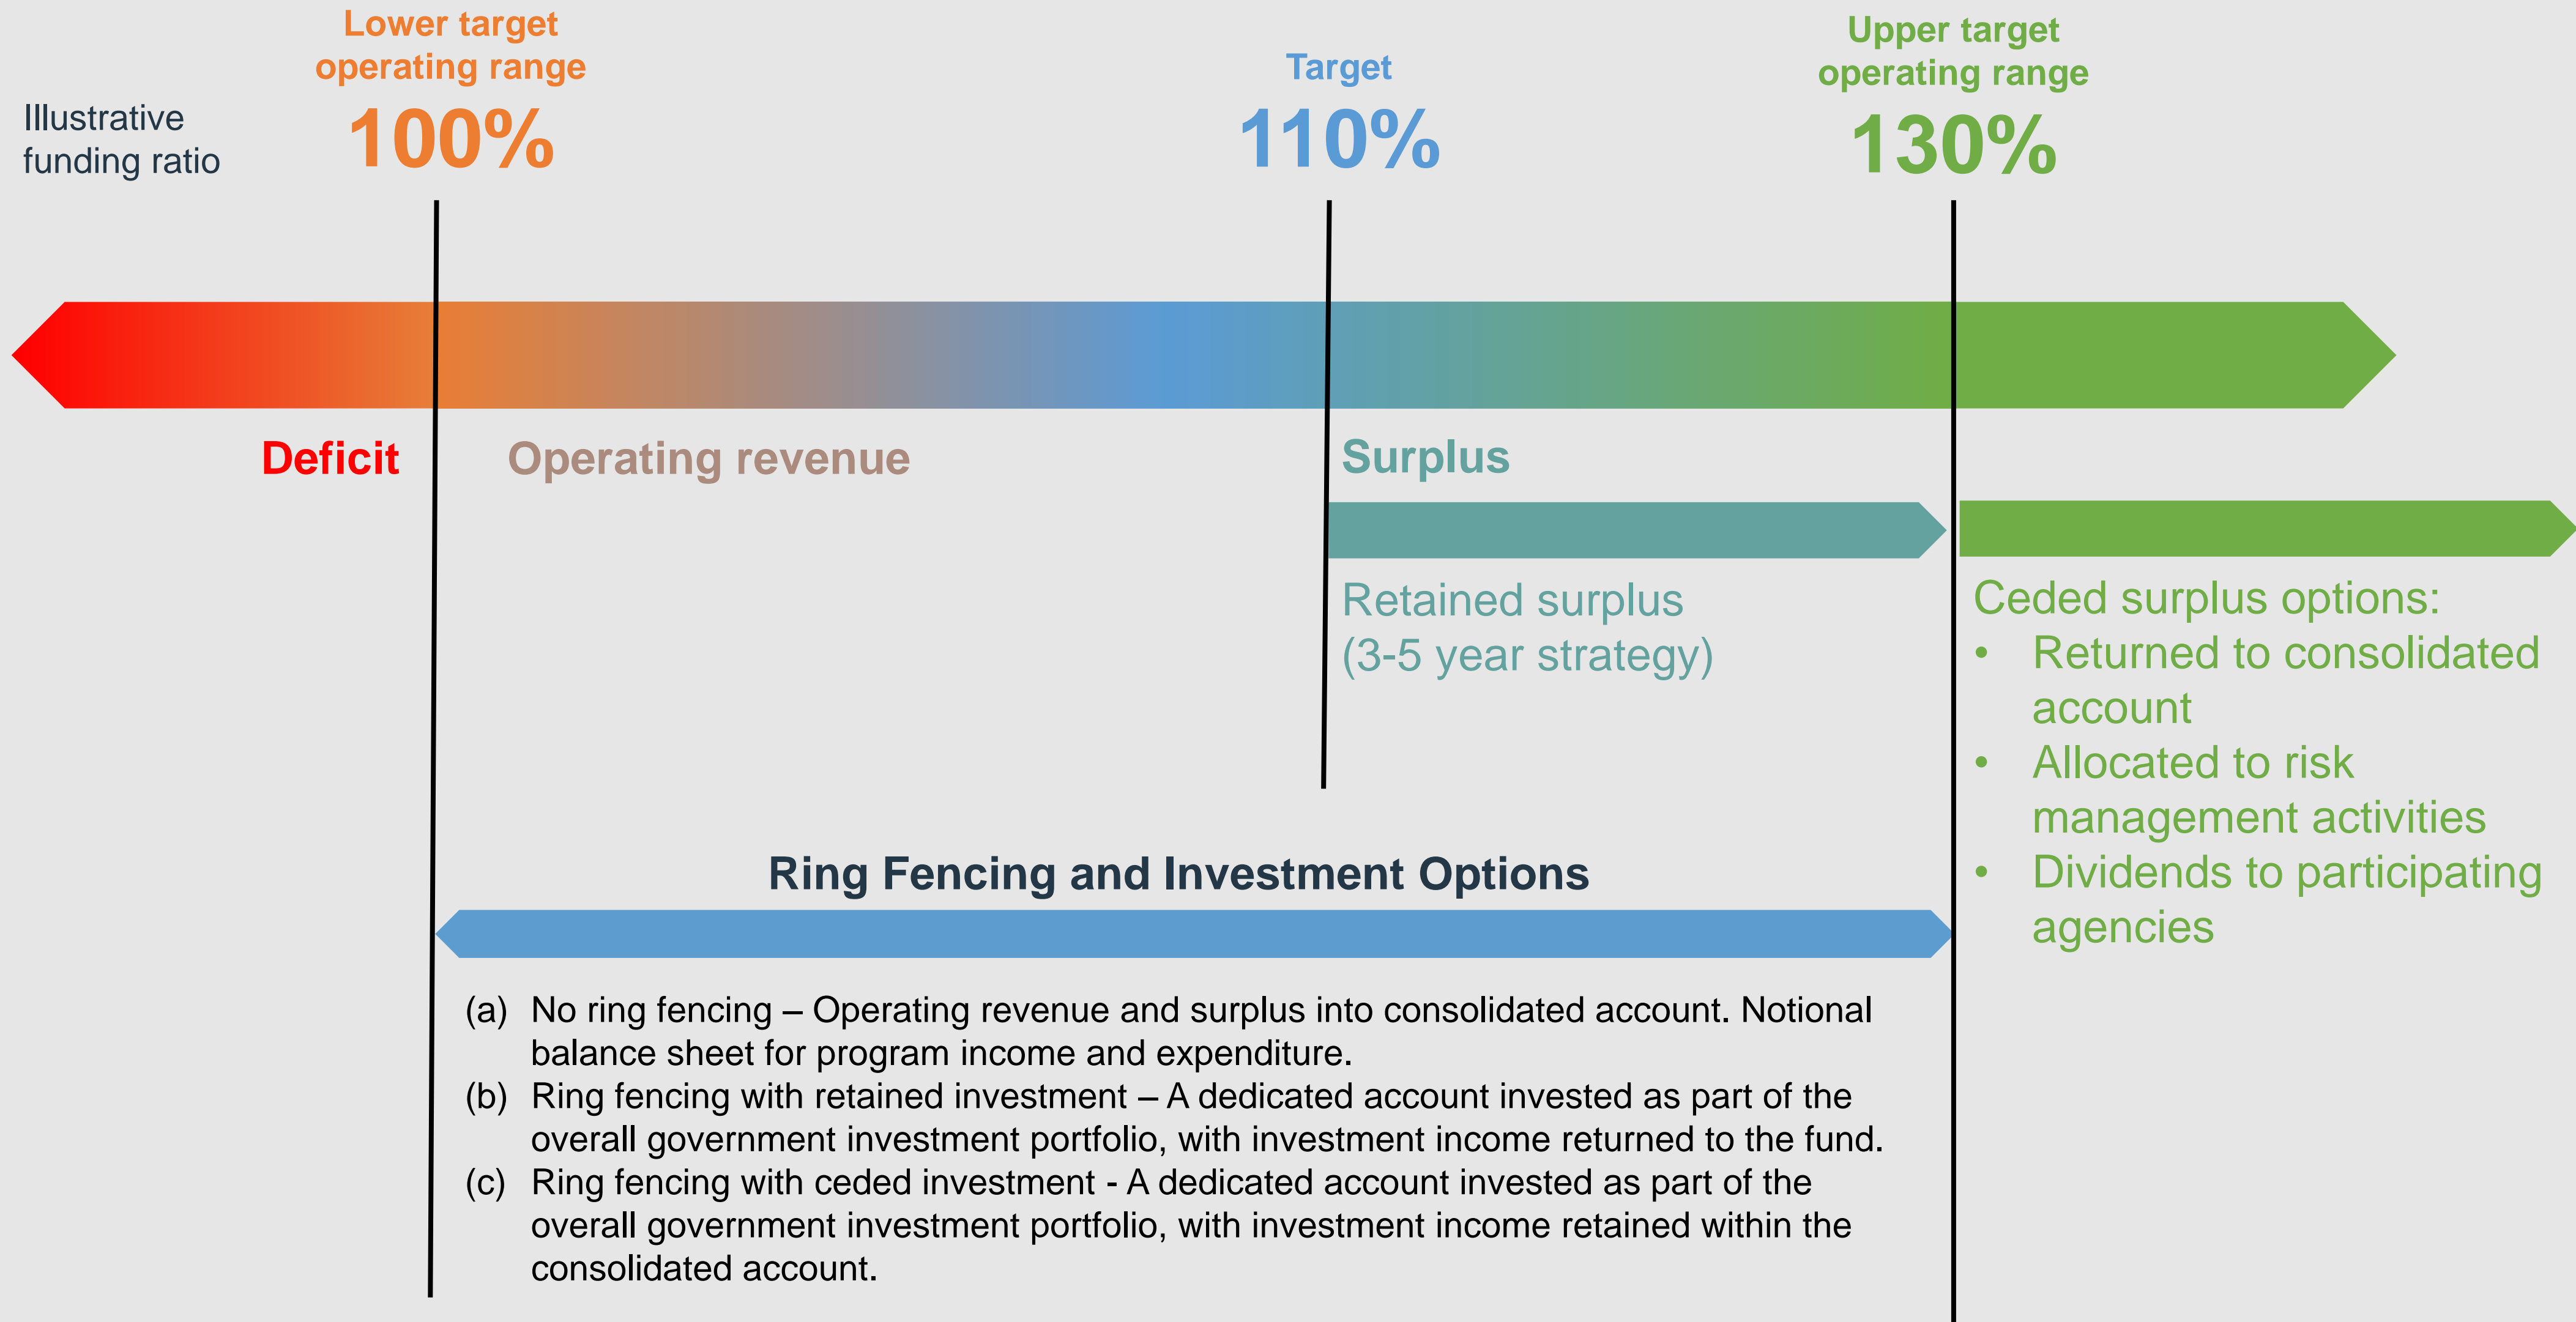 Lower target
operating range
100%
Target
110%
Upper target
operating range
130%
Illustrative
funding ratio
Deficit
Operating revenue
Surplus
Retained surplus
(3-5 year strategy)
Ceded surplus options:
• Returned to consolidated
account
• Allocated to risk
management activities
• Dividends to participating
agencies
Ring Fencing and Investment Options
(a) No ring fencing – Operating revenue and surplus into consolidated account. Notional
balance sheet for program income and expenditure.
(b) Ring fencing with retained investment – A dedicated account invested as part of the
overall government investment portfolio, with investment income returned to the fund.
(c) Ring fencing with ceded investment - A dedicated account invested as part of the
overall government investment portfolio, with investment income retained within the
consolidated account.